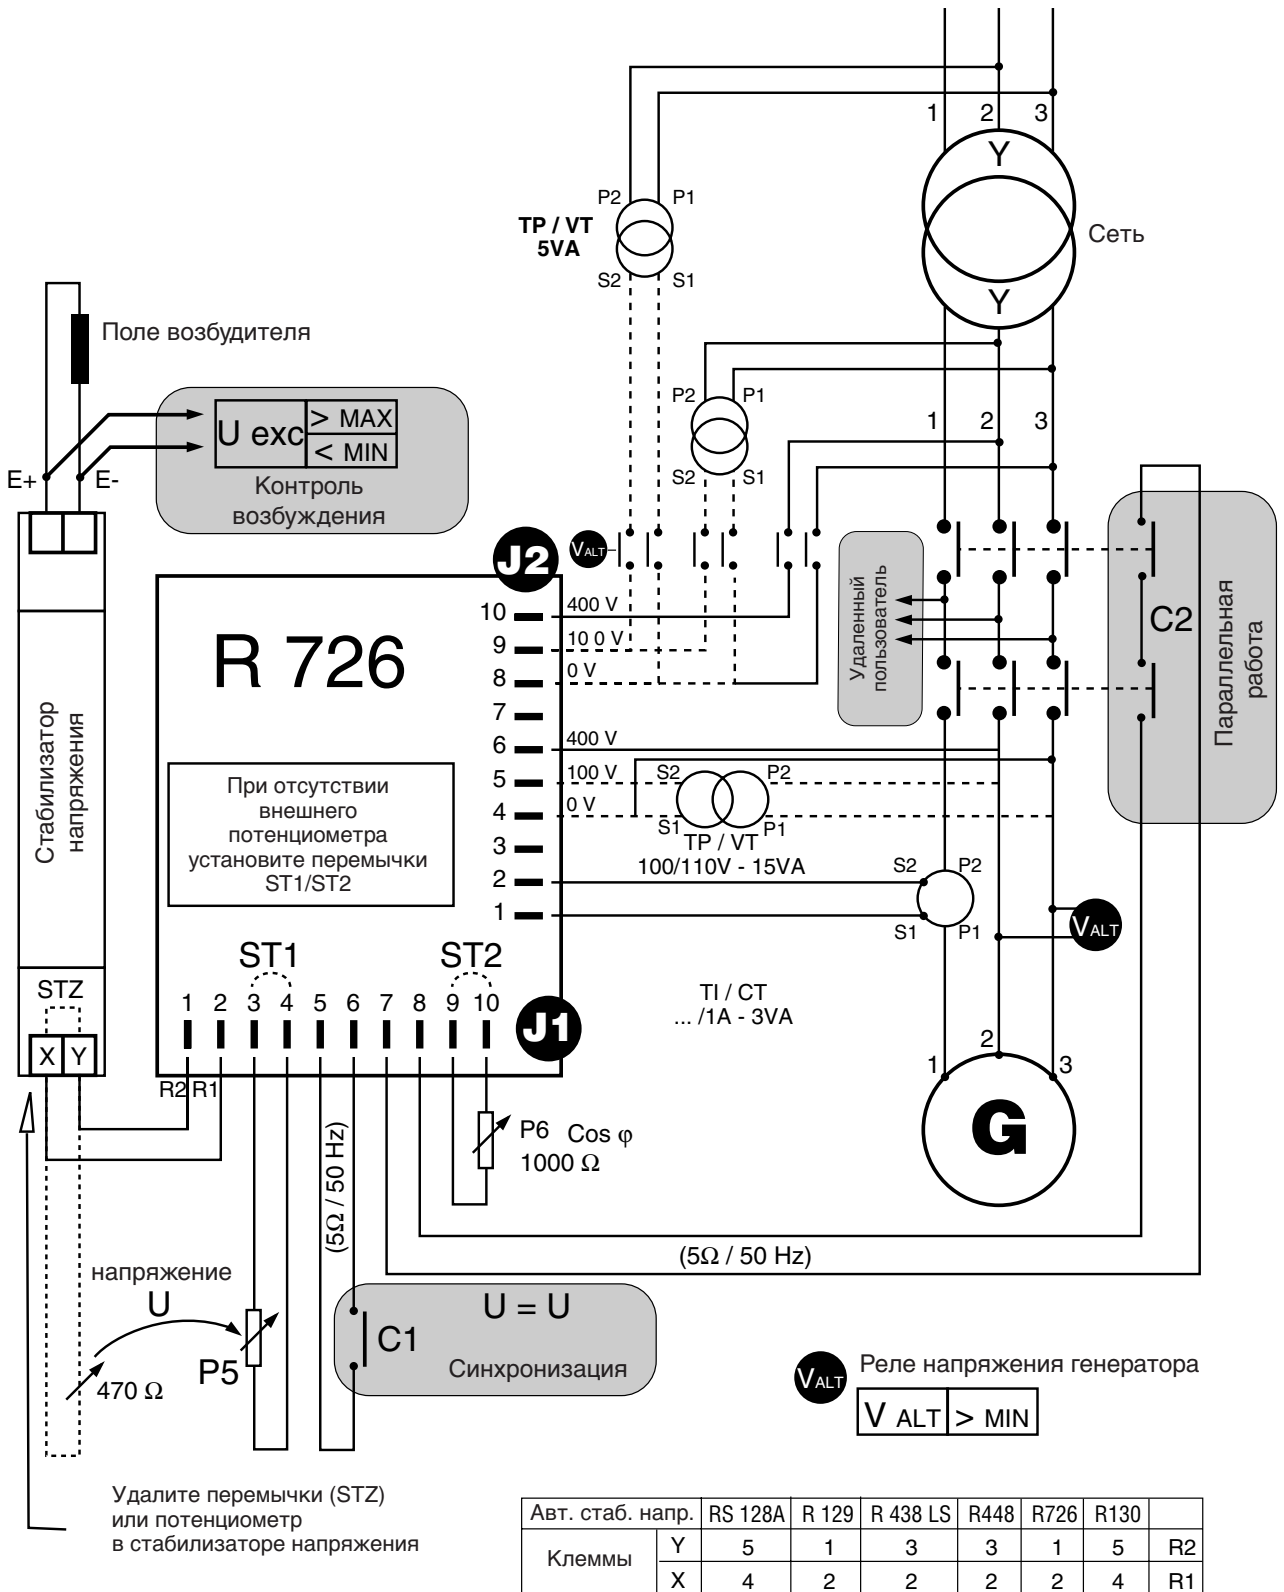 1 2 3
Y
P2 P1
TP / VT
5VA
Сеть
S2 S1
Y
Поле возбудителя
P2 P1
U exc > MAX
< MIN
1 2 3
E+ E-
S2 S1
Контроль
возбуждения
J2
VALT
Удаленный
пользователь
C2
Параллельная
работа
R 726
10 400 V
9 10 0 V
8 0 V
7
6 400 V
5 100 V
4 0 V
3
2
1
S2 P2
S1 P1
TP / VT
100/110V - 15VA
Стабилизатор
напряжения
При отсутствии
внешнего
потенциометра
установите перемычки
ST1/ST2
S2 P2
S1 P1
VALT
ST1 ST2
STZ
1 2 3 4 5 6 7 8 9 10
J1
TI / CT
... /1A - 3VA
X Y
R2 R1
1 2 3
G
P6 Cos φ
1000 Ω
(5Ω / 50 Hz)
(5Ω / 50 Hz)
напряжение
U
P5
470 Ω
U = U
C1
Синхронизация
VALT Реле напряжения генератора
V ALT > MIN
Удалите перемычки (STZ)
или потенциометр
в стабилизаторе напряжения
Авт. стаб. напр. RS 128A R 129 R 438 LS R448 R726 R130
Клеммы
Y 5 1 3 3 1 5 R2
X 4 2 2 2 2 4 R1